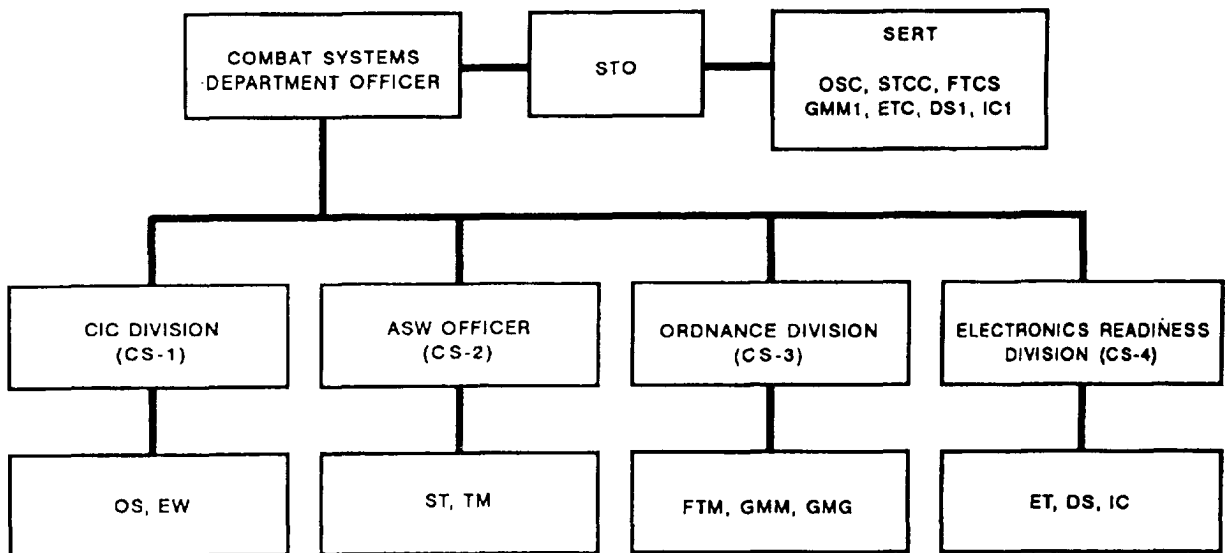 COMBAT SYSTEMS
DEPARTMENT OFFICER
STO
SERT
OSC, STCC, FTCS
GMM1, ETC, DS1, IC1
CIC DIVISION
(CS-1)
ASW OFFICER
(CS-2)
ORDNANCE DIVISION
(CS-3)
ELECTRONICS READINESS
DIVISION (CS-4)
OS, EW
ST, TM
FTM, GMM, GMG
ET, DS, IC